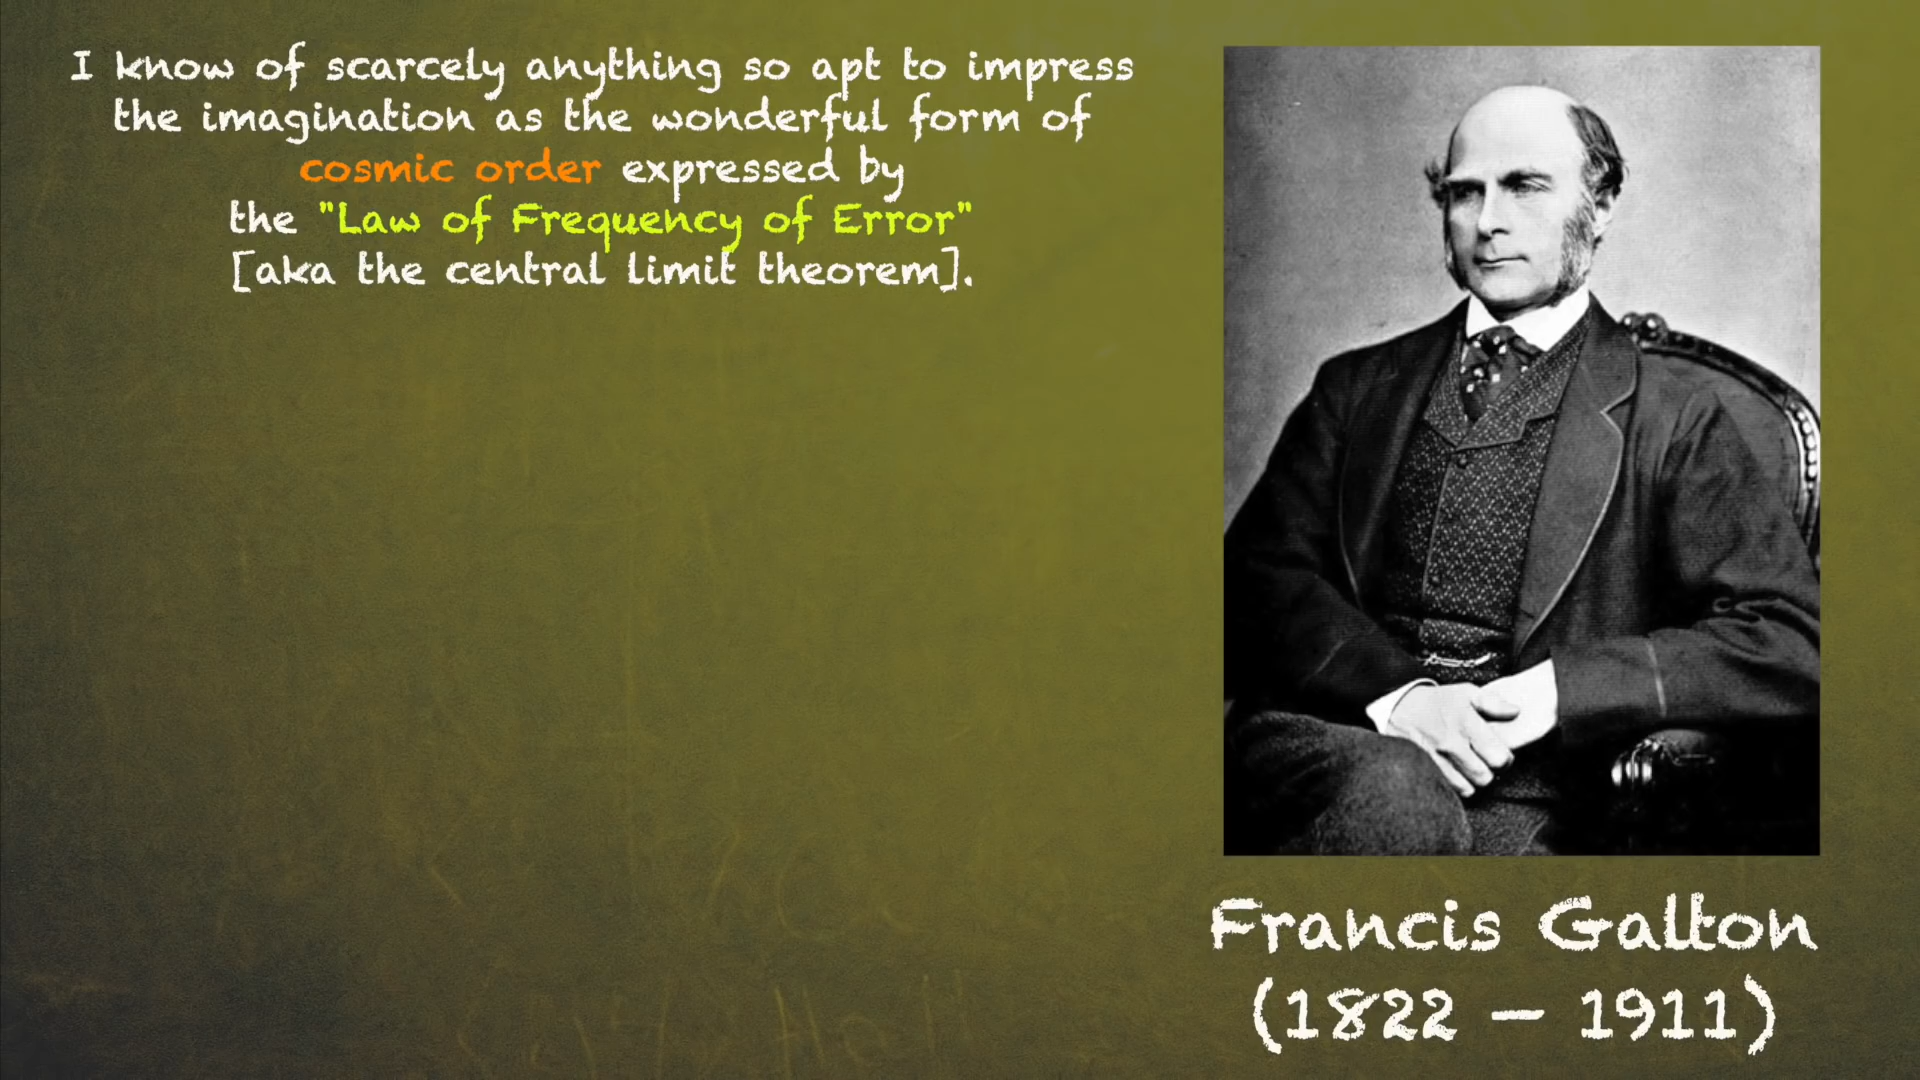 I know of scarcely anything so apt to impress
the imagination as the wonderful form of
cosmic order expressed by
the "Law of Frequency of Error"
[aka the central limit theorem].
Francis Galton
(1822 – 1911)